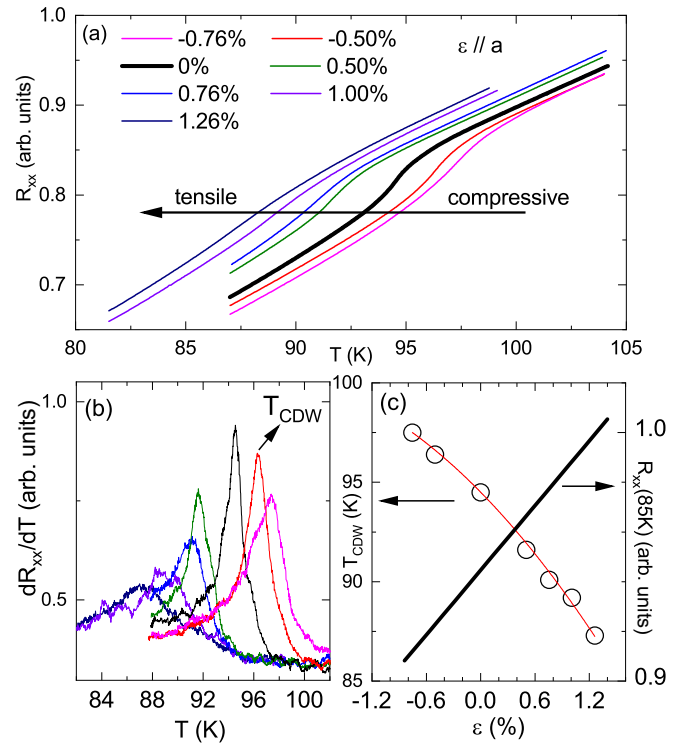 (a)
-0.76%
-0.50%
ε // a
0%
0.50%
0.76%
1.00%
1.26%
tensile
compressive
1.0
0.9
0.8
0.7
Rxx (arb. units)
80 85 90 95 100 105
T (K)
(b)
TCDW
1.0
0.5
dRxx/dT (arb. units)
84 88 92 96 100
T (K)
(c)
100
95
90
85
TCDW (K)
1.0
0.9
Rxx(85K) (arb. units)
-1.2 -0.6 0.0 0.6 1.2
ε (%)